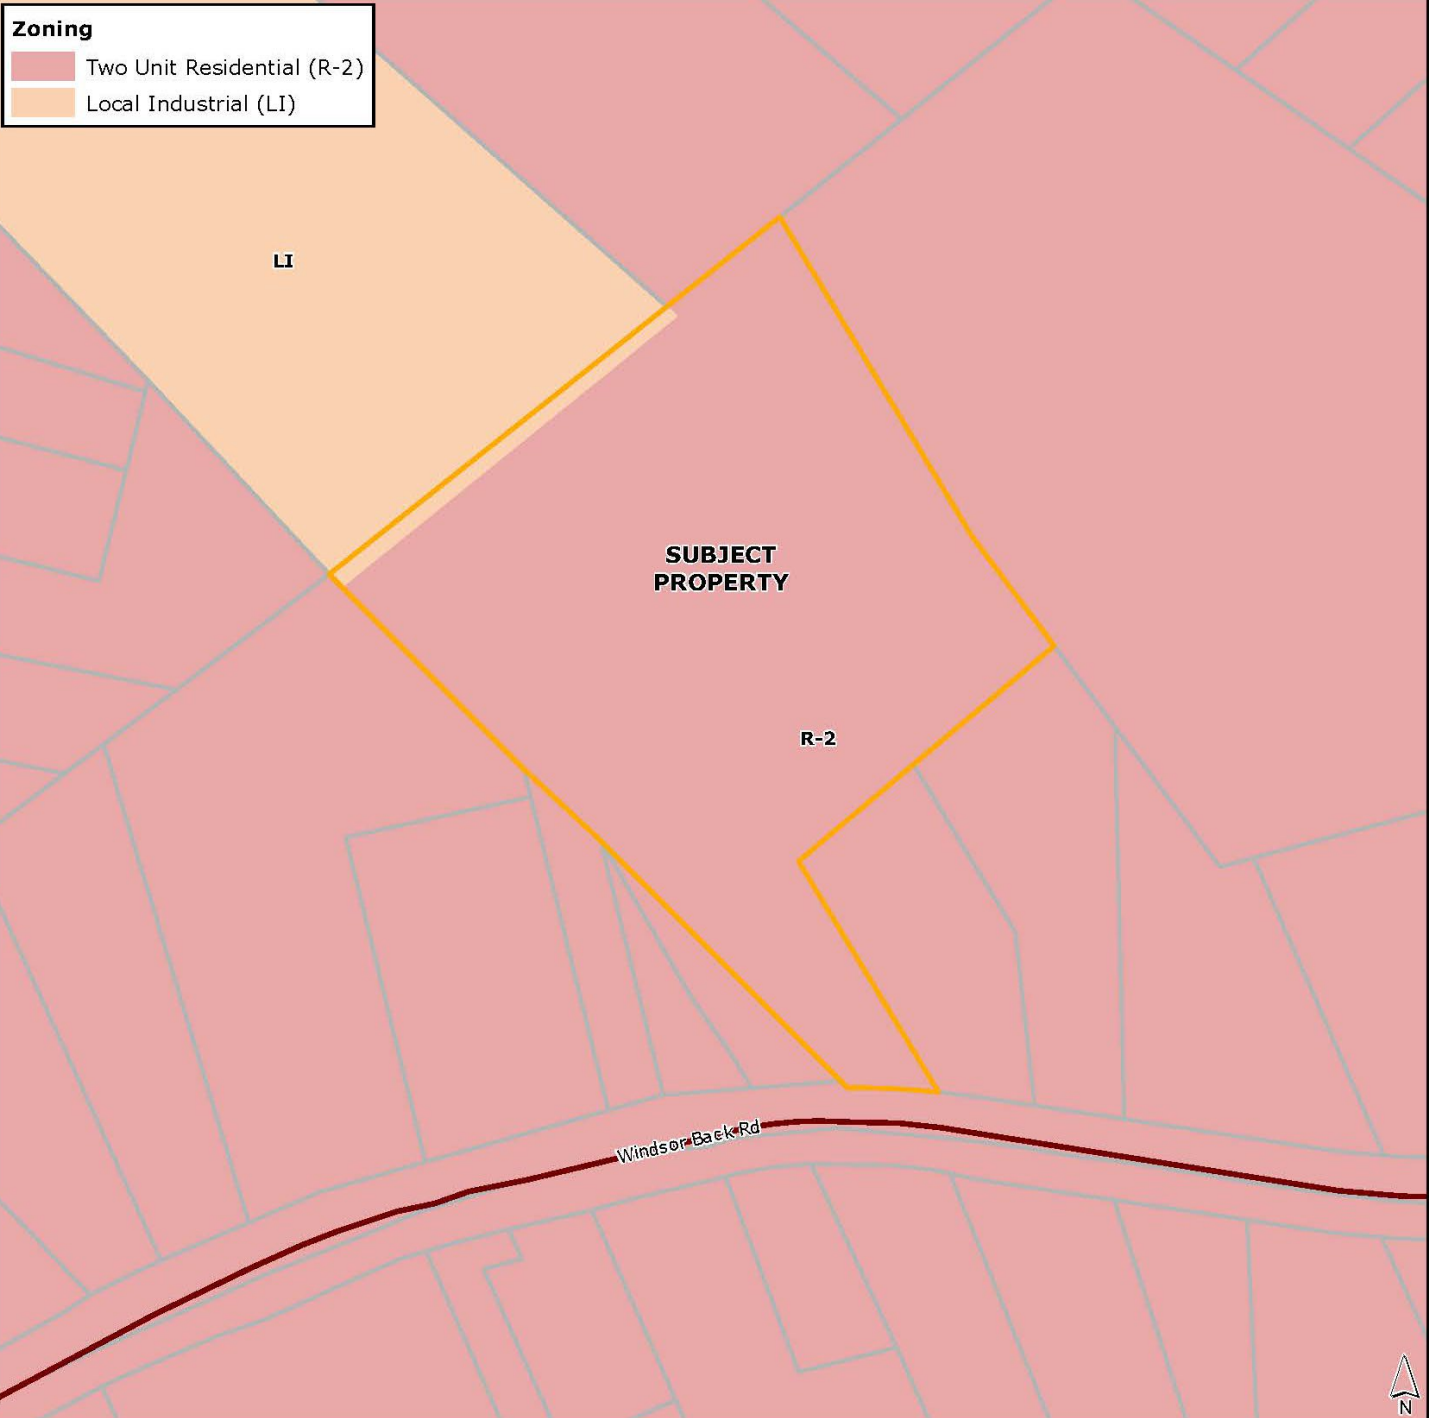 Zoning
Two Unit Residential (R-2)
Local Industrial (LI)
LI
SUBJECT
PROPERTY
R-2
Windsor Back Rd
N